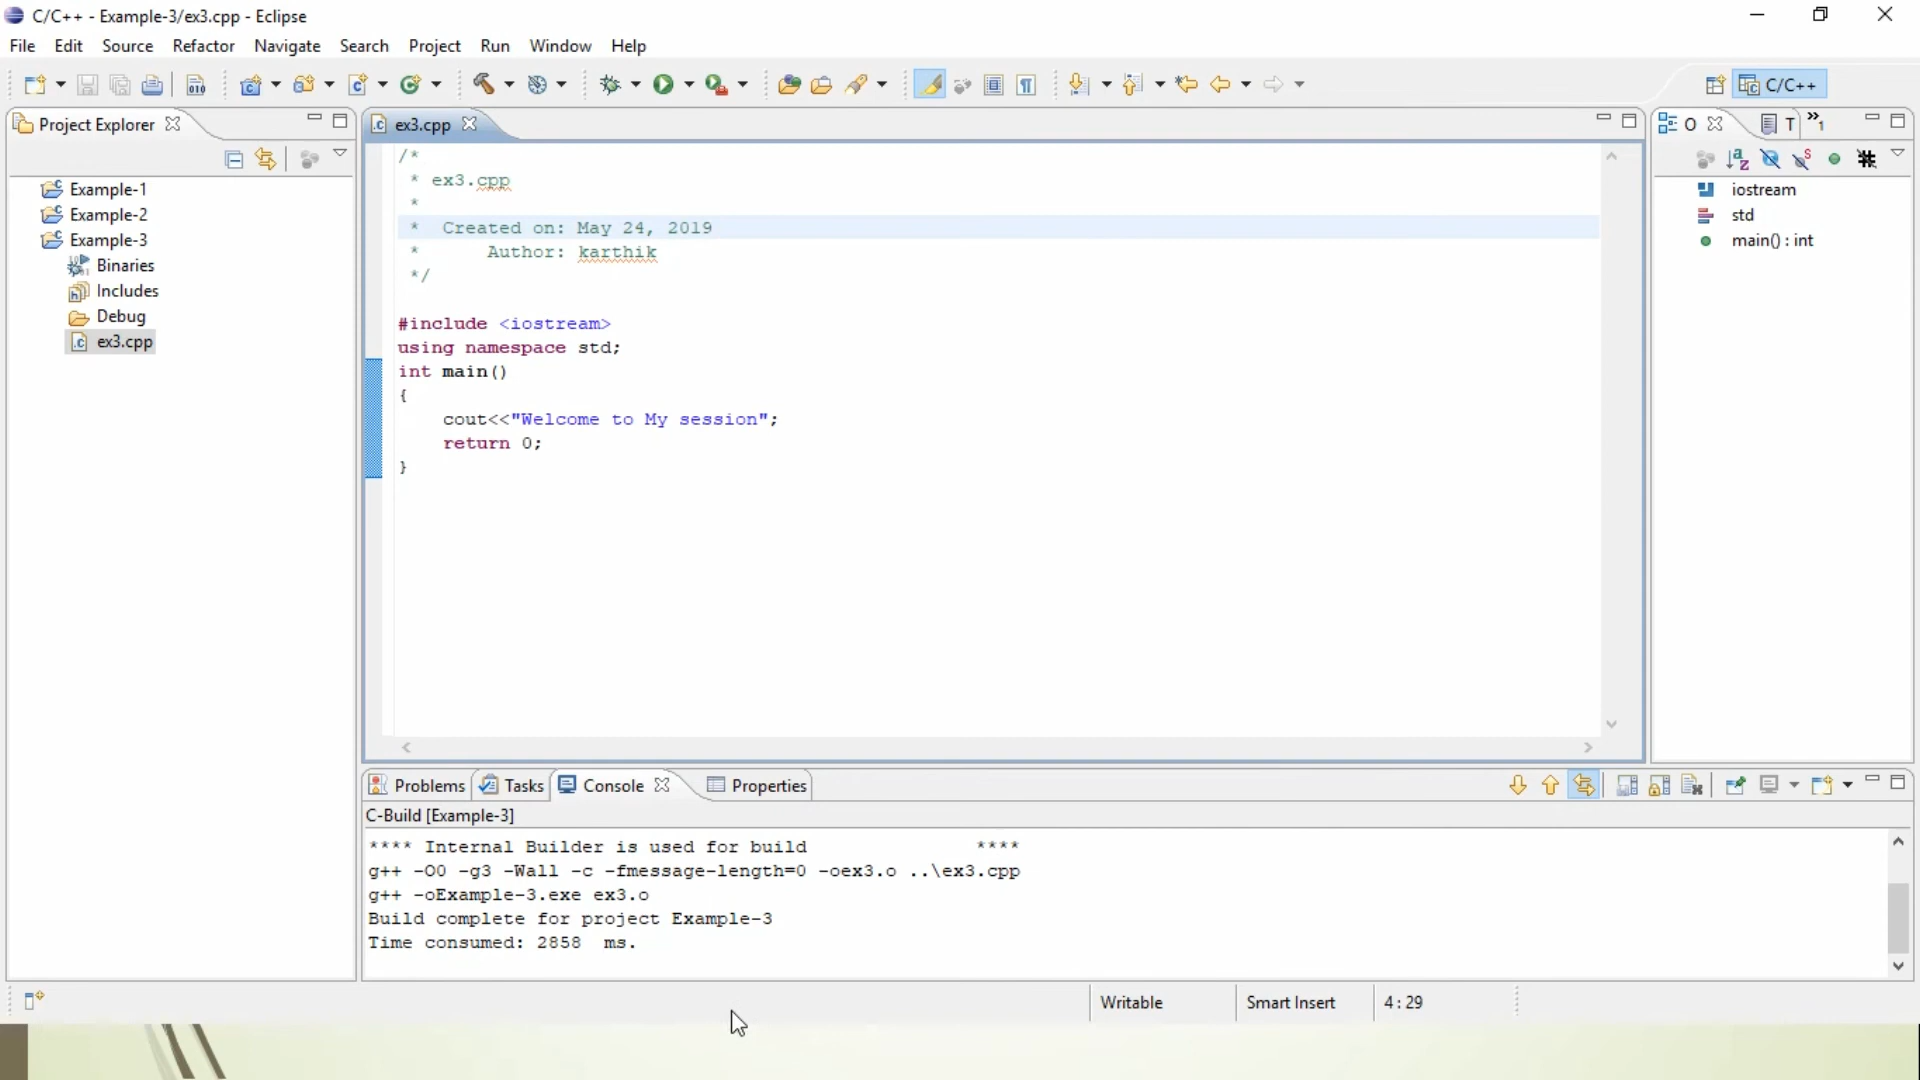 C/C++ - Example-3/ex3.cpp - Eclipse
File Edit Source Refactor Navigate Search Project Run Window Help
C/C++
Project Explorer
Example-1
Example-2
Example-3
Binaries
Includes
Debug
ex3.cpp
ex3.cpp
/*
 * ex3.cpp
 *
 *  Created on: May 24, 2019
 *      Author: karthik
 */
#include <iostream>
using namespace std;
int main()
{
    cout<<"Welcome to My session";
    return 0;
}
O T »1
iostream
std
main() : int
Problems Tasks Console Properties
C-Build [Example-3]
**** Internal Builder is used for build ****
g++ -O0 -g3 -Wall -c -fmessage-length=0 -oex3.o ..\ex3.cpp
g++ -oExample-3.exe ex3.o
Build complete for project Example-3
Time consumed: 2858  ms.
Writable Smart Insert 4 : 29